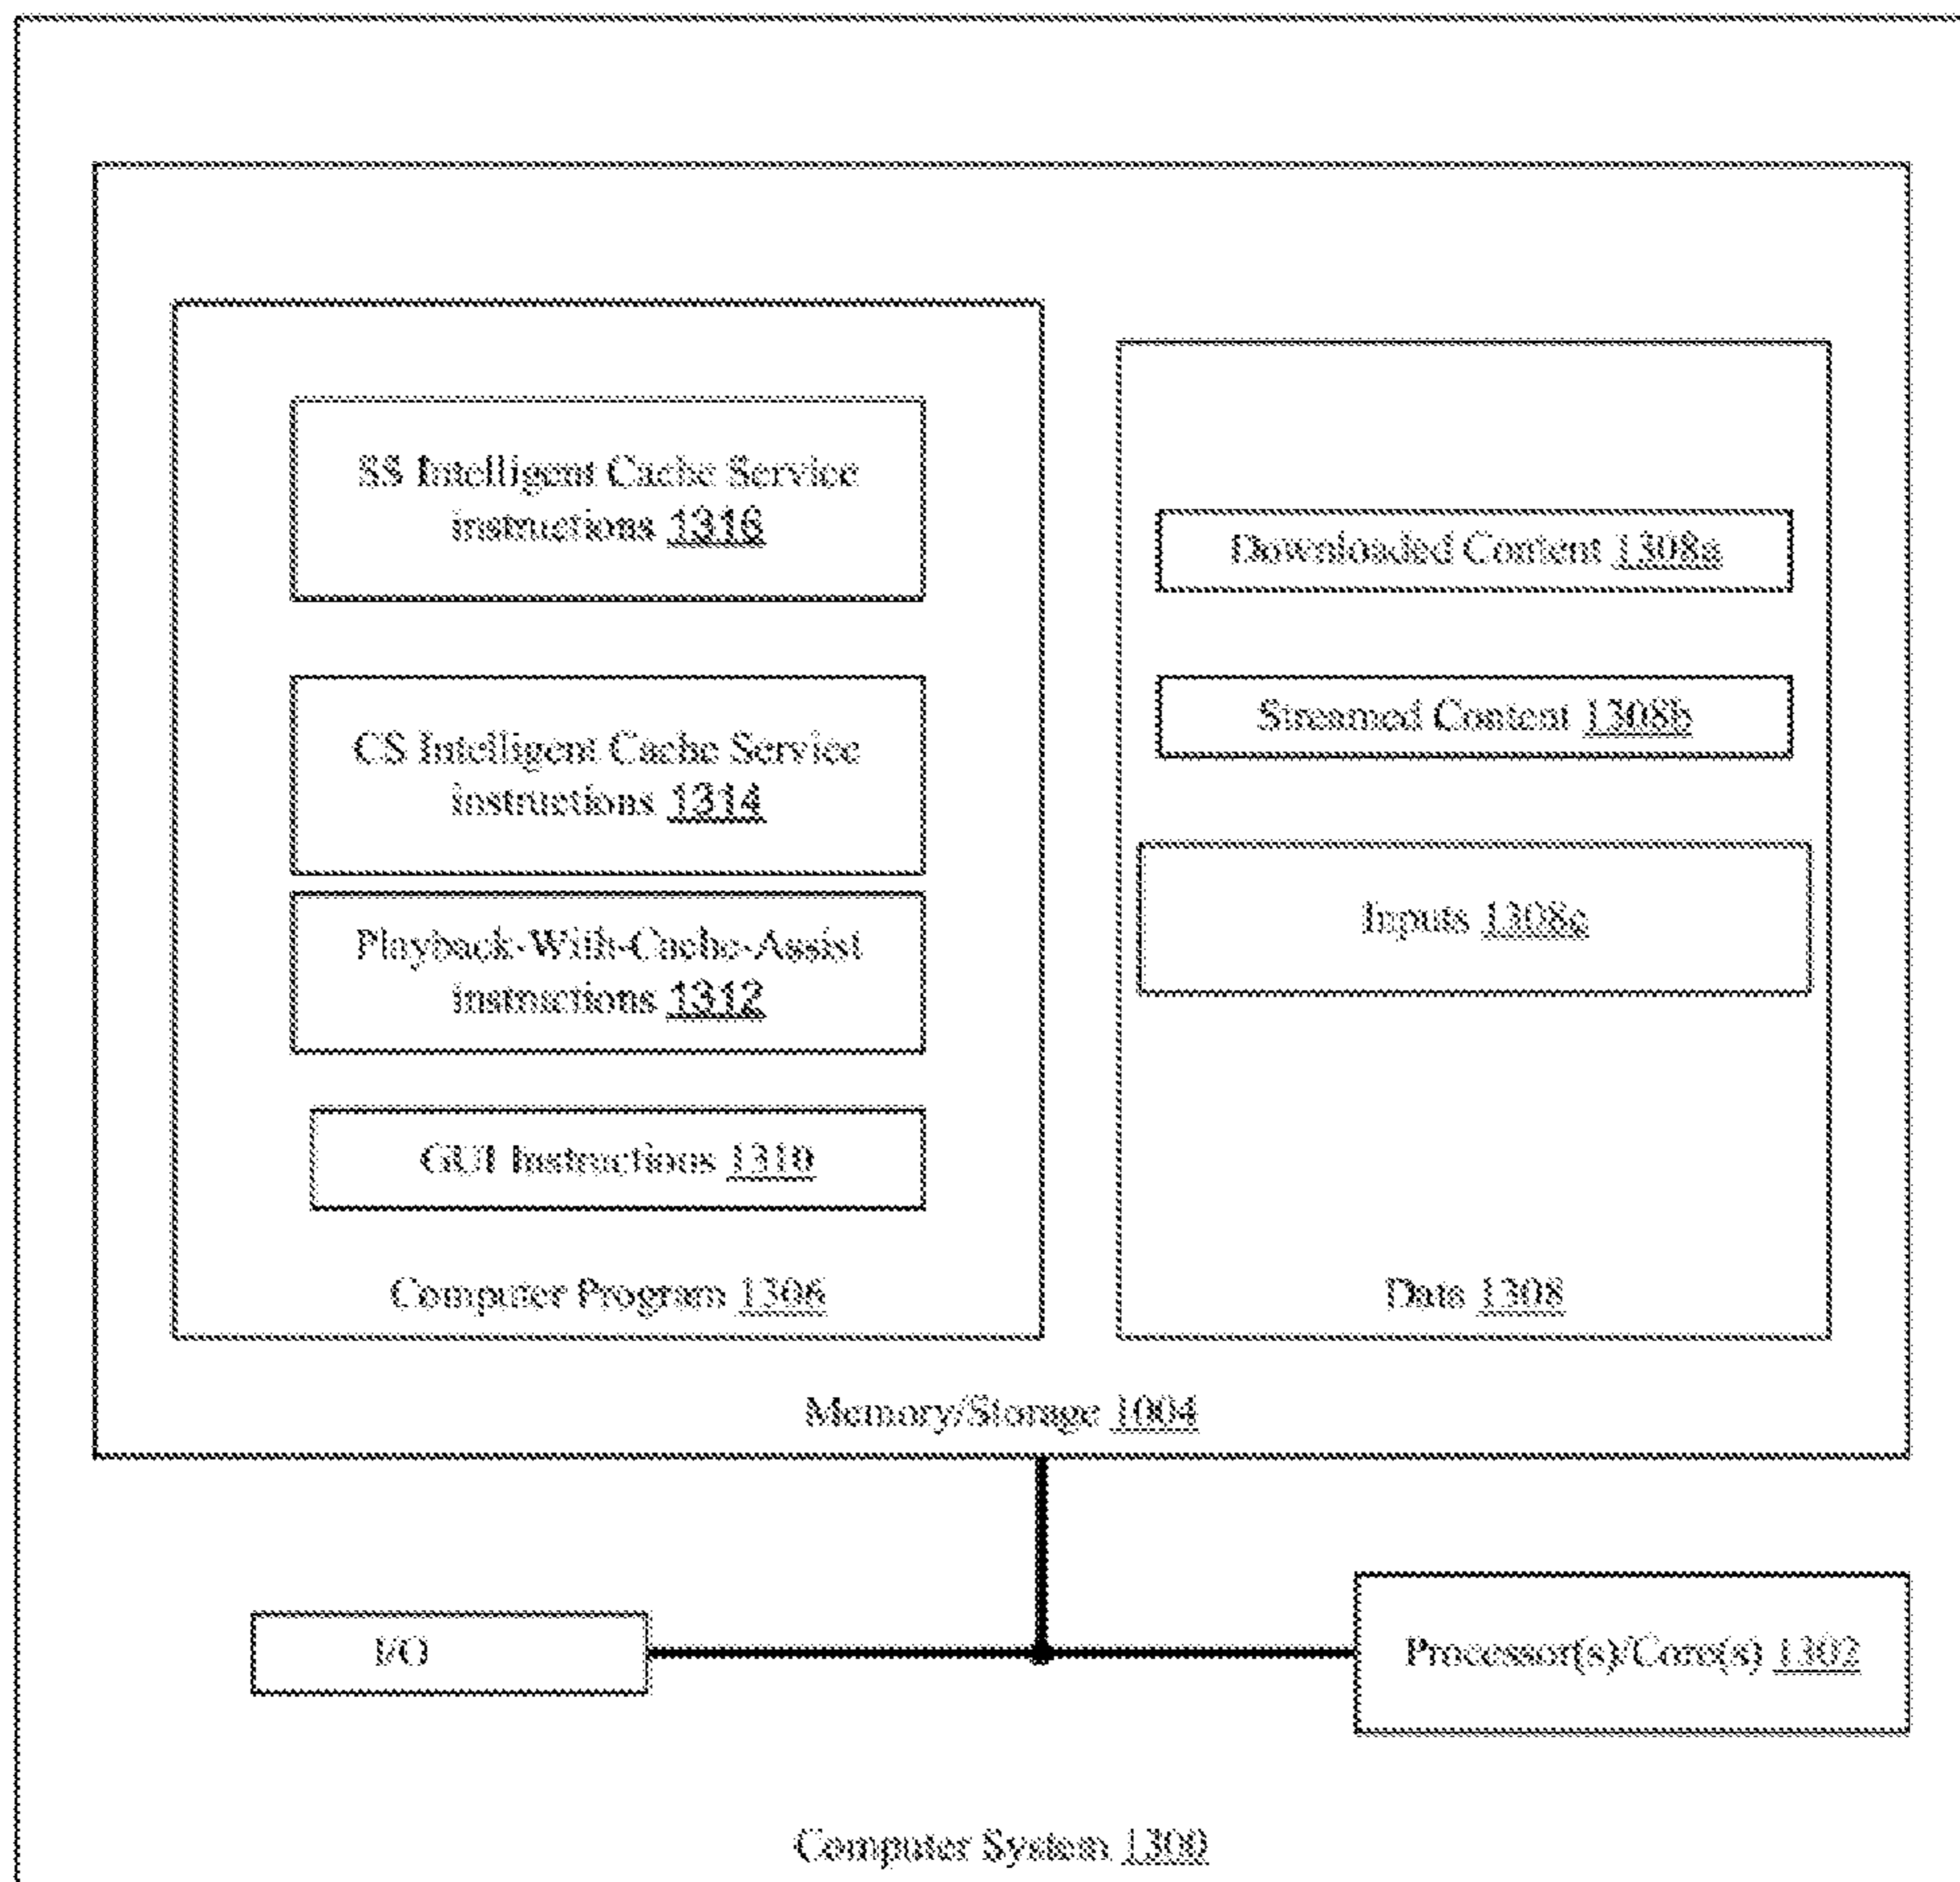 SS Intelligent Cache Service
instructions 1316
CS Intelligent Cache Service
instructions 1314
Playback-With-Cache-Assist
instructions 1312
GUI Instructions 1310
Computer Program 1306
Downloaded Content 1308a
Streamed Content 1308b
Inputs 1308c
Data 1308
Memory/Storage 1004
I/O
Processor(s)/Cores(s) 1302
Computer System 1300